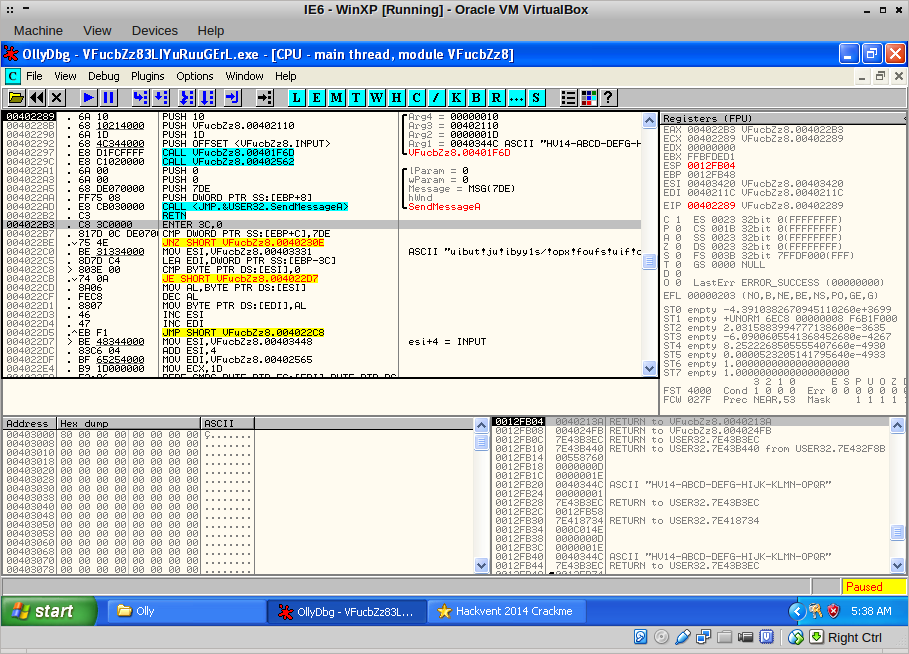 IE6 - WinXP [Running] - Oracle VM VirtualBox
Machine View Devices Help
OllyDbg - VFucbZz83LIYuRuuGErL.exe - [CPU - main thread, module VFucbZz8]
C File View Debug Plugins Options Window Help
L E M T W H C / K B R ... S ?
00402289 . 6A 10 PUSH 10
0040228B . 68 10214000 PUSH VFucbZz8.00402110
00402290 . 6A 1D PUSH 1D
00402292 . 68 4C344000 PUSH OFFSET <VFucbZz8.INPUT>
00402297 . E8 D1FCFFFF CALL VFucbZz8.00401F6D
0040229C . E8 C1020000 CALL VFucbZz8.00402562
004022A1 . 6A 00 PUSH 0
004022A3 . 6A 00 PUSH 0
004022A5 . 68 DE070000 PUSH 7DE
004022AA . FF75 08 PUSH DWORD PTR SS:[EBP+8]
004022AD . E8 CB030000 CALL <JMP.&USER32.SendMessageA>
004022B2 . C3 RETN
004022B3 . C8 3C0000 ENTER 3C,0
004022B7 . 817D 0C DE070 CMP DWORD PTR SS:[EBP+C],7DE
004022BE .v75 4E JNZ SHORT VFucbZz8.0040230E
004022C0 . BE 31334000 MOV ESI,VFucbZz8.00403331
004022C5 . 8D7D C4 LEA EDI,DWORD PTR SS:[EBP-3C]
004022C8 > 803E 00 CMP BYTE PTR DS:[ESI],0
004022CB .v74 0A JE SHORT VFucbZz8.004022D7
004022CD . 8A06 MOV AL,BYTE PTR DS:[ESI]
004022CF . FEC8 DEC AL
004022D1 . 8807 MOV BYTE PTR DS:[EDI],AL
004022D3 . 46 INC ESI
004022D4 . 47 INC EDI
004022D5 .^EB F1 JMP SHORT VFucbZz8.004022C8
004022D7 > BE 48344000 MOV ESI,VFucbZz8.00403448
004022DC . 83C6 04 ADD ESI,4
004022DF . BF 65254000 MOV EDI,VFucbZz8.00402565
004022E4 . B9 1D000000 MOV ECX,1D
Arg4 = 00000010
Arg3 = 00402110
Arg2 = 0000001D
Arg1 = 0040344C ASCII "HV14-ABCD-DEFG-H
VFucbZz8.00401F6D
lParam = 0
wParam = 0
Message = MSG(7DE)
hWnd
SendMessageA
ASCII "uibut!ju!ibyy1s/!opx!foufs!uif!c
esi+4 = INPUT
Registers (FPU)
EAX 004022B3 VFucbZz8.004022B3
ECX 0040211C VFucbZz8.0040211C
EDX 00000000
EBX FFBFDED1
ESP 0012FB04
EBP 0012FB48
ESI 00403420 VFucbZz8.00403420
EDI 0040211C VFucbZz8.0040211C
EIP 00402289 VFucbZz8.00402289
C 1 ES 0023 32bit 0(FFFFFFFF)
P 0 CS 001B 32bit 0(FFFFFFFF)
A 0 SS 0023 32bit 0(FFFFFFFF)
Z 0 DS 0023 32bit 0(FFFFFFFF)
S 0 FS 003B 32bit 7FFDF000(FFF)
T 0 GS 0000 NULL
D 0
O 0 LastErr ERROR_SUCCESS (00000000)
EFL 00000203 (NO,B,NE,BE,NS,PO,GE,G)
ST0 empty -4.3910382670945110260e+3699
ST1 empty +UNORM 6EC8 00000008 F6B1F000
ST2 empty 2.0315883994777138600e-3635
ST3 empty -6.0900605541368452680e-4267
ST4 empty 8.2522268505555407660e-4930
ST5 empty 0.0000523205141795640e-4933
ST6 empty 1.0000000000000000000
ST7 empty 1.0000000000000000000
3 2 1 0 E S P U O Z D
FST 4000 Cond 1 0 0 0 Err 0 0 0 0 0 0 0
FCW 027F Prec NEAR,53 Mask 1 1 1 1 1
Address Hex dump ASCII
00403000 80 00 00 00 00 00 00 00 Ç.......
00403008 00 00 00 00 00 00 00 00 ........
00403010 00 00 00 00 00 00 00 00 ........
00403018 00 00 00 00 00 00 00 00 ........
00403020 00 00 00 00 00 00 00 00 ........
00403028 00 00 00 00 00 00 00 00 ........
00403030 00 00 00 00 00 00 00 00 ........
00403038 00 00 00 00 00 00 00 00 ........
00403040 00 00 00 00 00 00 00 00 ........
00403048 00 00 00 00 00 00 00 00 ........
00403050 00 00 00 00 00 00 00 00 ........
00403058 00 00 00 00 00 00 00 00 ........
00403060 00 00 00 00 00 00 00 00 ........
00403068 00 00 00 00 00 00 00 00 ........
00403070 00 00 00 00 00 00 00 00 ........
00403078 00 00 00 00 00 00 00 00 ........
0012FB04 0040213A RETURN to VFucbZz8.0040213A
0012FB08 004024FB RETURN to VFucbZz8.004024FB
0012FB0C 7E43B3EC RETURN to USER32.7E43B3EC
0012FB10 7E43B440 RETURN to USER32.7E43B440 from USER32.7E432F8B
0012FB14 00558760
0012FB18 0000000D
0012FB1C 0000001E
0012FB20 0040344C ASCII "HV14-ABCD-DEFG-HIJK-KLMN-OPQR"
0012FB24 00000001
0012FB28 7E43B3EC RETURN to USER32.7E43B3EC
0012FB2C 0012FB58
0012FB30 7E418734 RETURN to USER32.7E418734
0012FB34 000C014E
0012FB38 0000000D
0012FB3C 0000001E
0012FB40 0040344C ASCII "HV14-ABCD-DEFG-HIJK-KLMN-OPQR"
0012FB44 7E43B3EC RETURN to USER32.7E43B3EC
Paused
start Olly OllyDbg - VFucbZz83L... Hackvent 2014 Crackme 5:38 AM
Right Ctrl